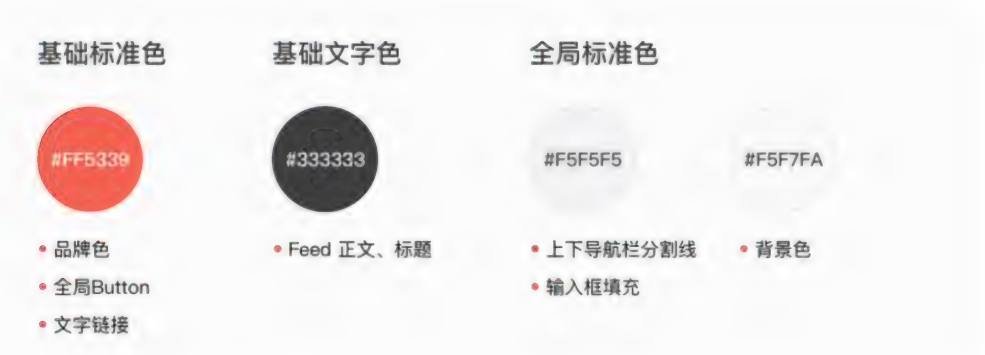 基础标准色
基础文字色
全局标准色
#FF5339
#333333
#F5F5F5
#F5F7FA
品牌色
全局Button
文字链接
Feed 正文、标题
上下导航栏分割线
输入框填充
背景色